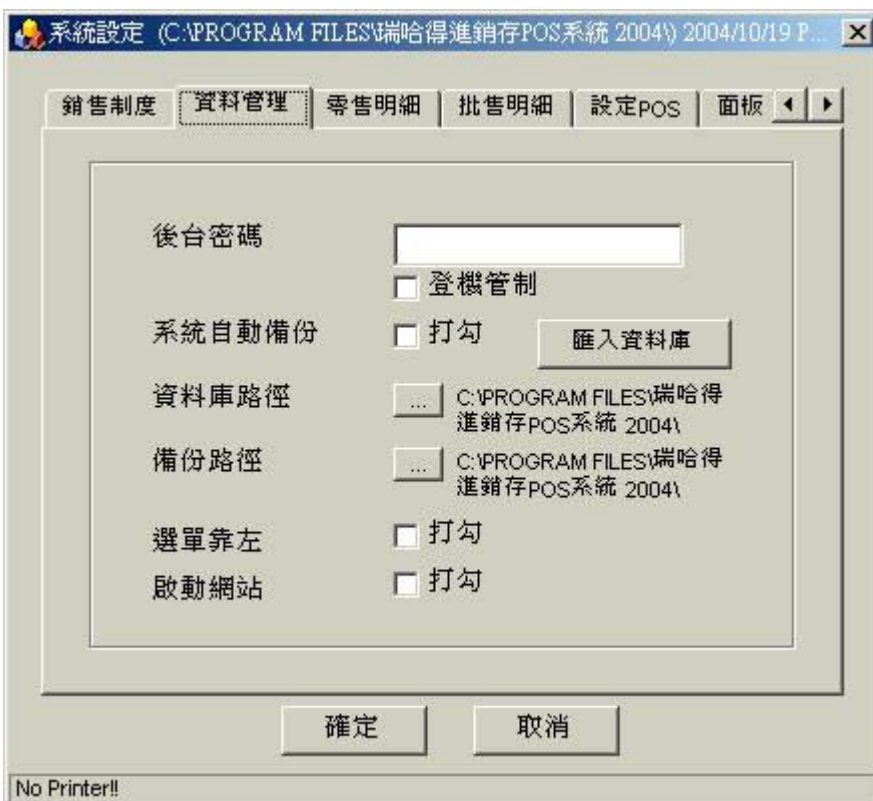 系統設定 (C:\PROGRAM FILES\瑞哈得進銷存POS系統 2004\) 2004/10/19 P...
銷售制度 資料管理 零售明細 批售明細 設定POS 面板
後台密碼
登機管制
系統自動備份 打勾 匯入資料庫
資料庫路徑 ... C:\PROGRAM FILES\瑞哈得
進銷存POS系統 2004\
備份路徑 ... C:\PROGRAM FILES\瑞哈得
進銷存POS系統 2004\
選單靠左 打勾
啟動網站 打勾
確定 取消
No Printer!!